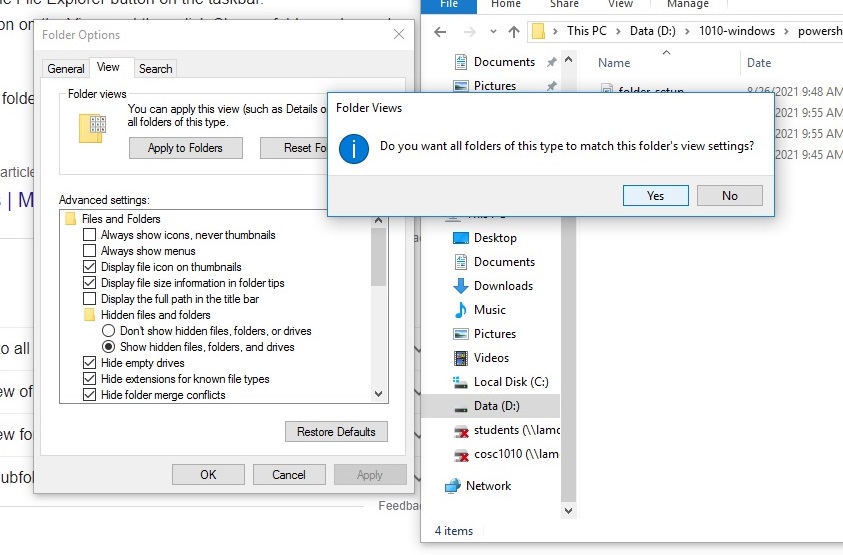 e File Explorer button on the taskbar.
on on the View
Folder Options
General
View
Search
Folder views
You can apply this view (such as Details o
all folders of this type.
Apply to Folders
Reset Fo
Advanced settings:
Files and Folders
Always show icons, never thumbnails
Always show menus
Display file icon on thumbnails
Display file size information in folder tips
Display the full path in the title bar
Hidden files and folders
Don't show hidden files, folders, or drives
Show hidden files, folders, and drives
Hide empty drives
Hide extensions for known file types
Hide folder merge conflicts
Restore Defaults
OK
Cancel
Apply
folde
article
| M
to all
ew of
ew fo
ubfol
Feedba
File
Home
Share
View
Manage
This PC
Data (D:)
1010-windows
powersh
Name
Date
Documents
Pictures
folder-setup
8/26/2021 9:48 AM
2021 9:55 AM
2021 9:55 AM
2021 9:45 AM
Folder Views
Do you want all folders of this type to match this folder's view settings?
Yes
No
This PC
Desktop
Documents
Downloads
Music
Pictures
Videos
Local Disk (C:)
Data (D:)
students (\\lamc
cosc1010 (\\lam
Network
4 items